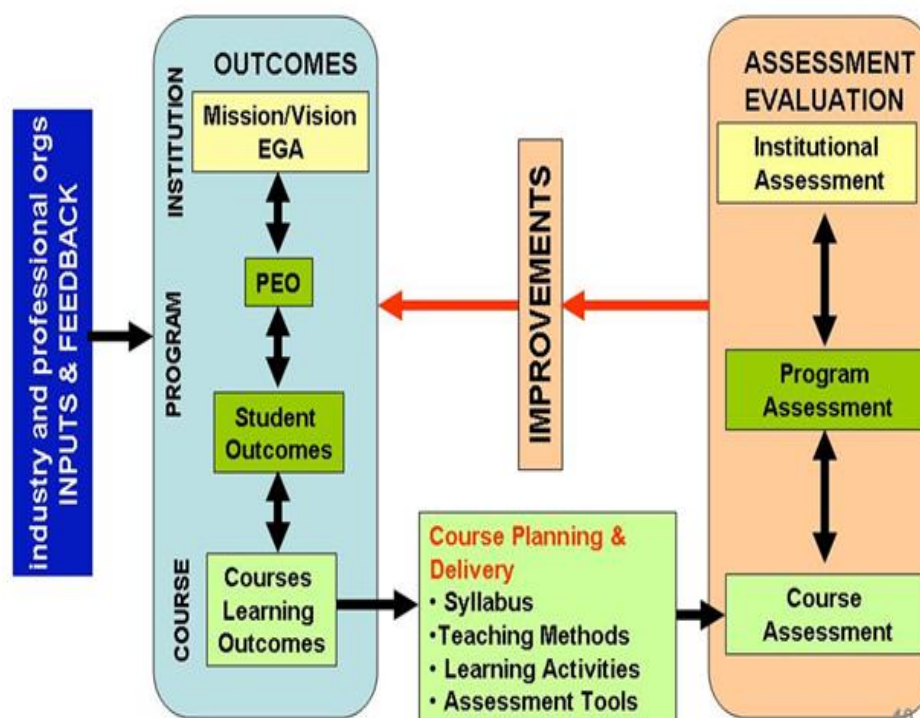 industry and professional orgs
INPUTS & FEEDBACK
OUTCOMES
INSTITUTION
Mission/Vision
EGA
PROGRAM
PEO
Student
Outcomes
COURSE
Courses
Learning
Outcomes
Course Planning &
Delivery
• Syllabus
•Teaching Methods
• Learning Activities
• Assessment Tools
IMPROVEMENTS
ASSESSMENT
EVALUATION
Institutional
Assessment
Program
Assessment
Course
Assessment